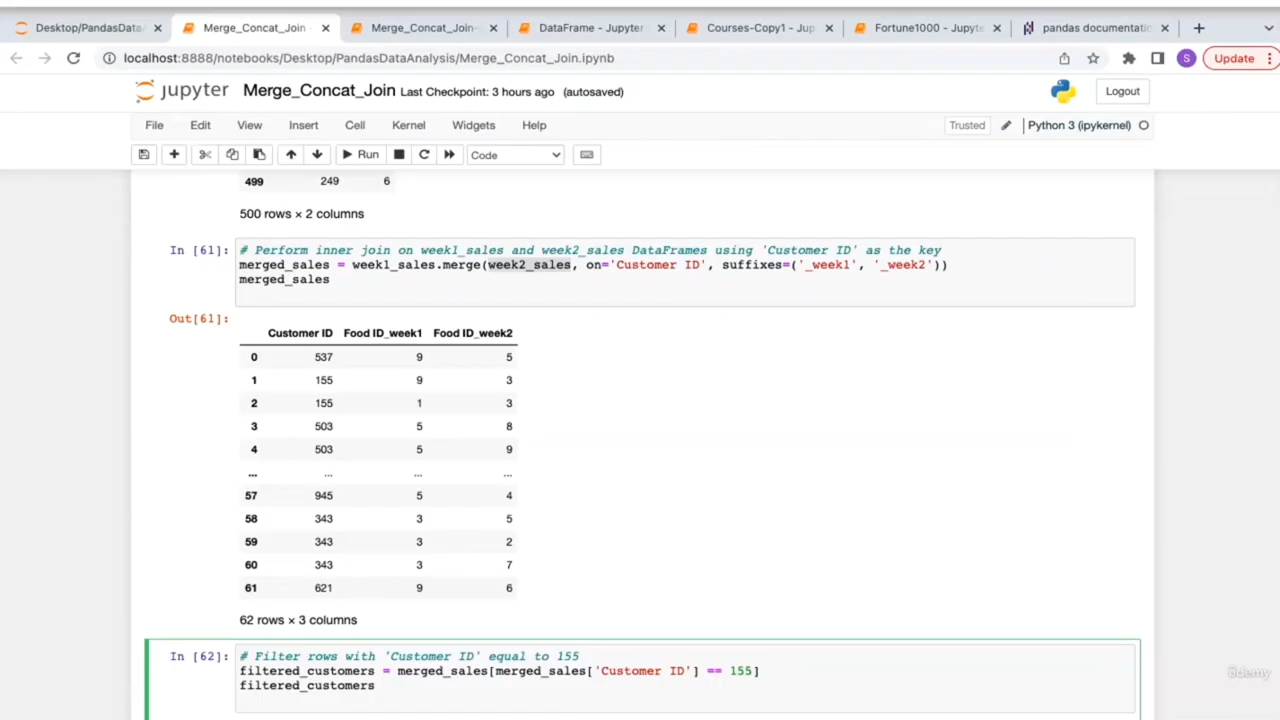 Desktop/PandasData
Merge_Concat_Join
Merge_Concat_Join-
DataFrame - Jupyter
Courses-Copy1 - Jup
Fortune1000 - Jupyte
pandas documentatio
localhost:8888/notebooks/Desktop/PandasDataAnalysis/Merge_Concat_Join.ipynb
S
Update
jupyter Merge_Concat_Join Last Checkpoint: 3 hours ago (autosaved)
Logout
File Edit View Insert Cell Kernel Widgets Help
Trusted
Python 3 (ipykernel)
Run
Code
499 249 6
500 rows × 2 columns
In [61]: # Perform inner join on week1_sales and week2_sales DataFrames using 'Customer ID' as the key
merged_sales = week1_sales.merge(week2_sales, on='Customer ID', suffixes=('_week1', '_week2'))
merged_sales
Out[61]:
Customer ID Food ID_week1 Food ID_week2
0 537 9 5
1 155 9 3
2 155 1 3
3 503 5 8
4 503 5 9
... ... ... ...
57 945 5 4
58 343 3 5
59 343 3 2
60 343 3 7
61 621 9 6
62 rows × 3 columns
In [62]: # Filter rows with 'Customer ID' equal to 155
filtered_customers = merged_sales[merged_sales['Customer ID'] == 155]
filtered_customers
ûdemy